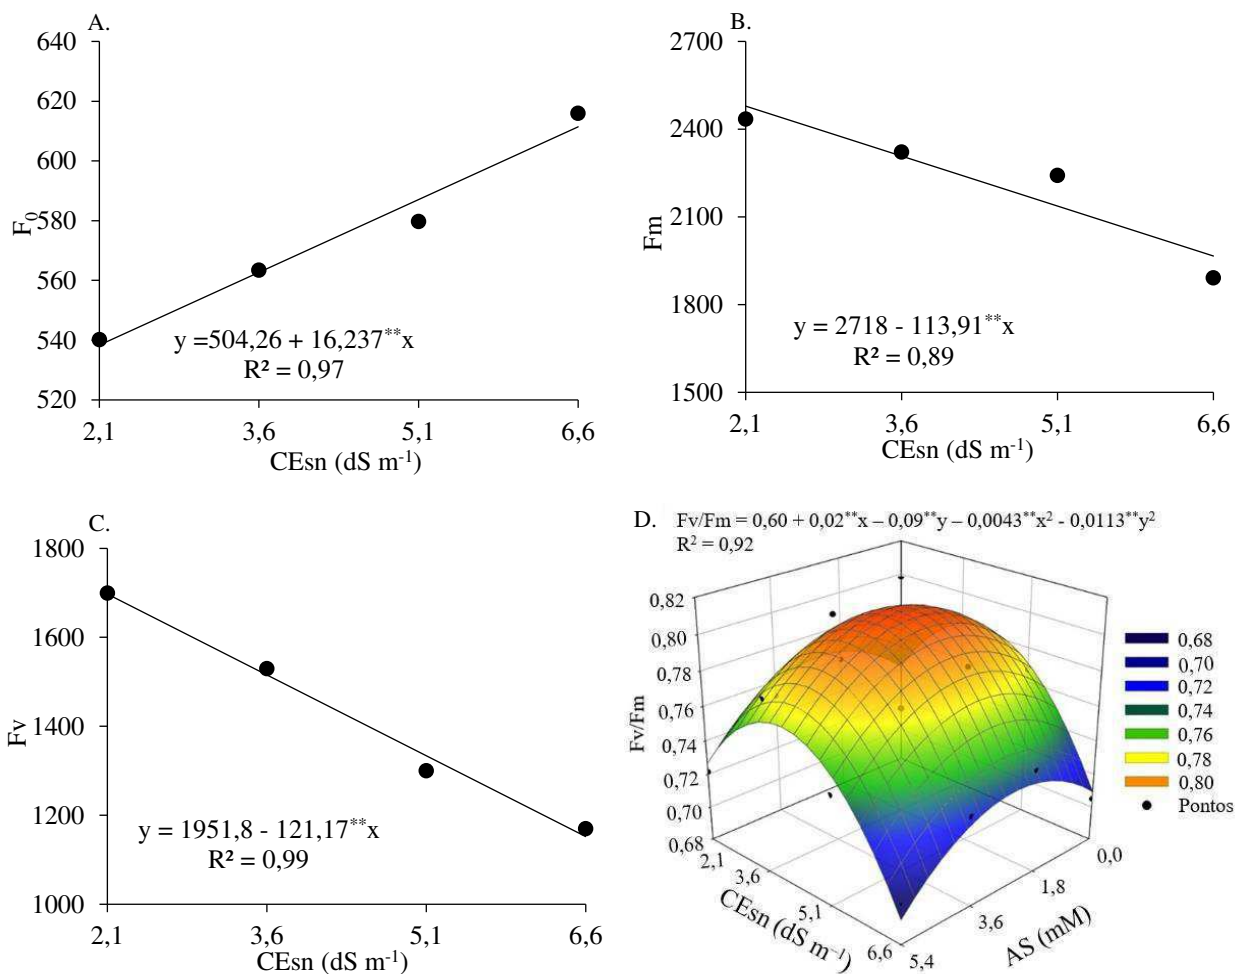 A.
640
620
600
580
560
540
520
F0
y =504,26 + 16,237**x
R² = 0,97
2,1 3,6 5,1 6,6
CEsn (dS m-1)
B.
2700
2400
2100
1800
1500
Fm
y = 2718 - 113,91**x
R² = 0,89
2,1 3,6 5,1 6,6
CEsn (dS m-1)
C.
1800
1600
1400
1200
1000
Fv
y = 1951,8 - 121,17**x
R² = 0,99
2,1 3,6 5,1 6,6
CEsn (dS m-1)
D. Fv/Fm = 0,60 + 0,02**x – 0,09**y – 0,0043**x2 - 0,0113**y2
R2 = 0,92
0,82
0,80
0,78
0,76
0,74
0,72
0,70
0,68
Fv/Fm
2,1
3,6
5,1
6,6
CEsn (dS m-1)
0,0
1,8
3,6
5,4
AS (mM)
0,68
0,70
0,72
0,74
0,76
0,78
0,80
Pontos